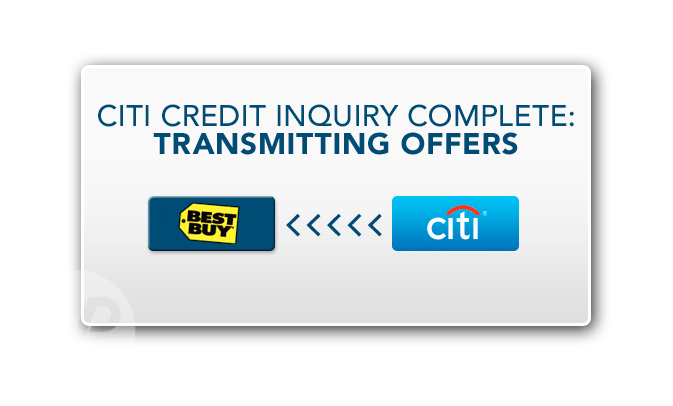 CITI CREDIT INQUIRY COMPLETE:
TRANSMITTING OFFERS
BEST
BUY
<<<<<
citi®